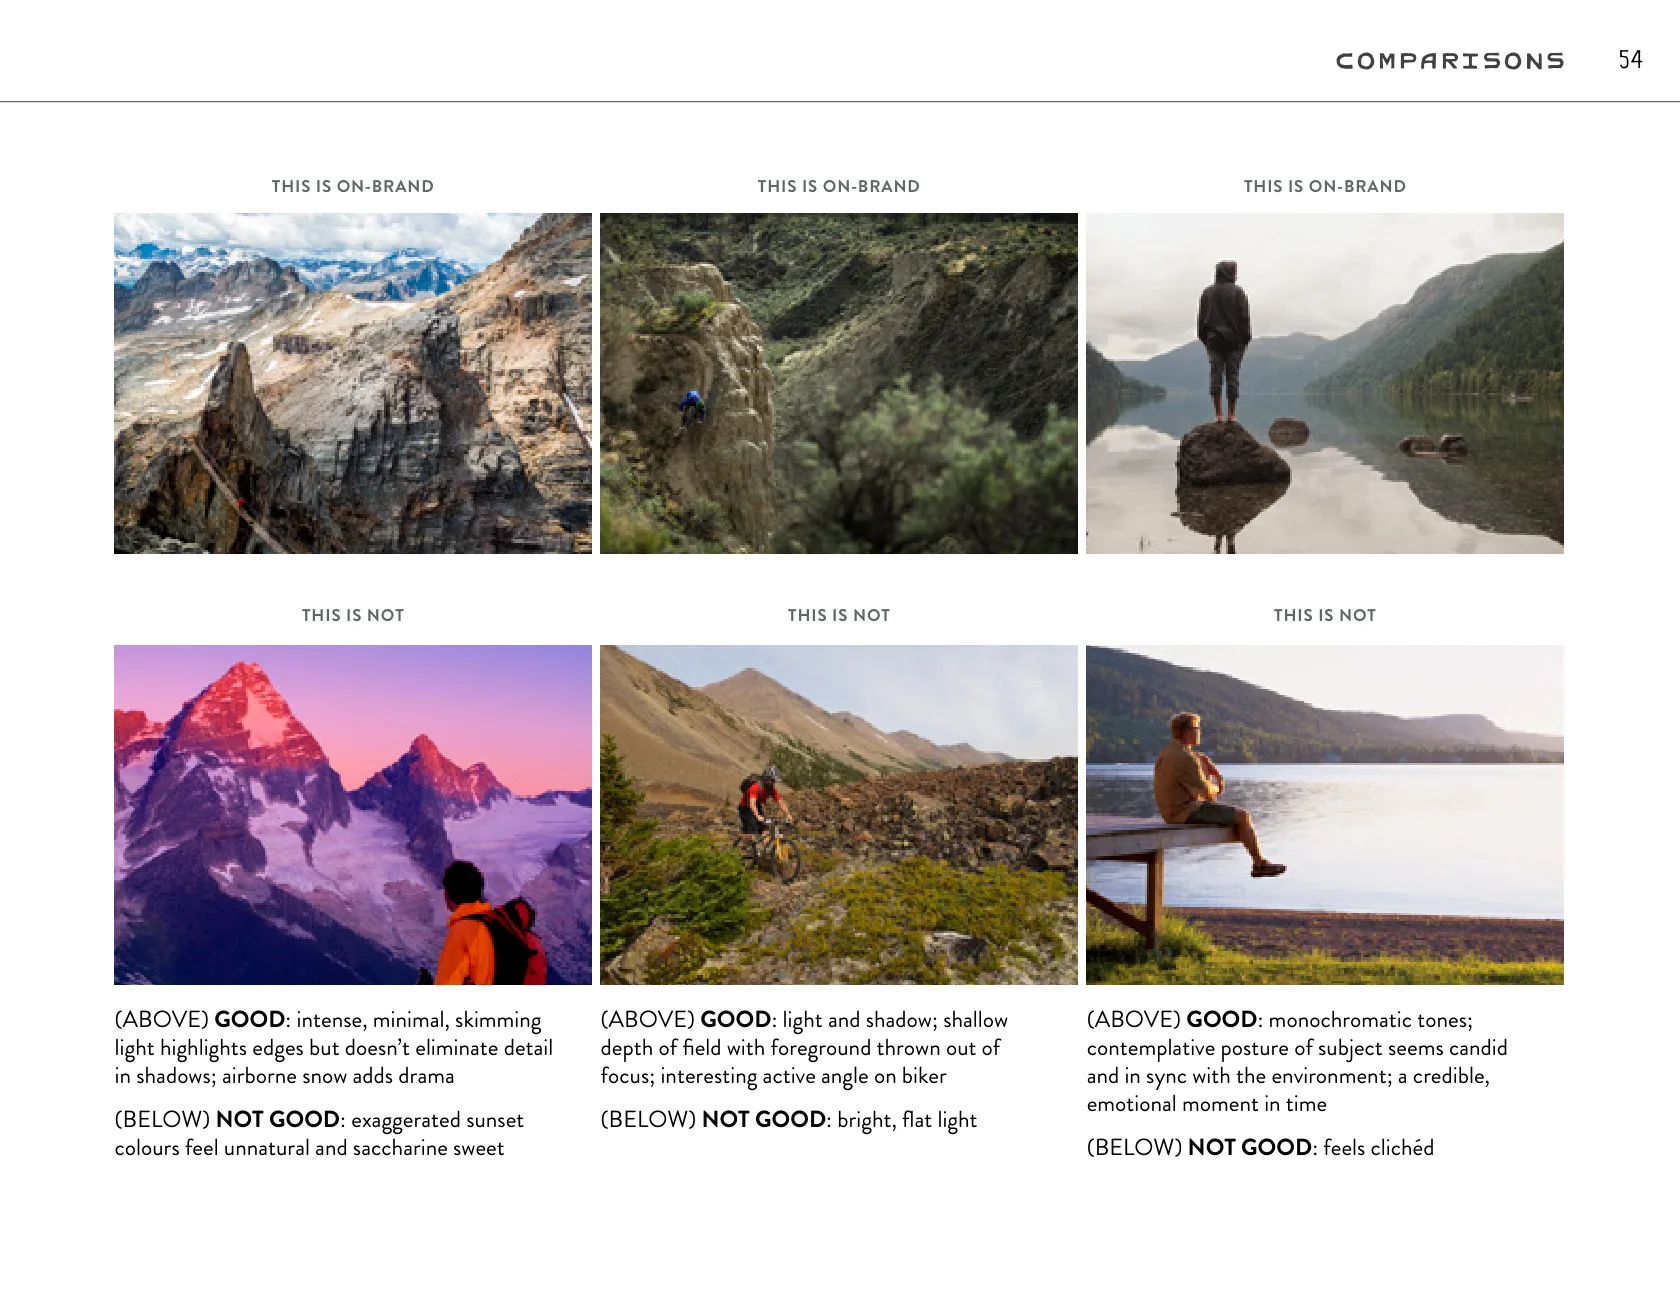 COMPARISONS 54
THIS IS ON-BRAND
THIS IS ON-BRAND
THIS IS ON-BRAND
THIS IS NOT
THIS IS NOT
THIS IS NOT
(ABOVE) GOOD: intense, minimal, skimming
light highlights edges but doesn’t eliminate detail
in shadows; airborne snow adds drama
(BELOW) NOT GOOD: exaggerated sunset
colours feel unnatural and saccharine sweet
(ABOVE) GOOD: light and shadow; shallow
depth of field with foreground thrown out of
focus; interesting active angle on biker
(BELOW) NOT GOOD: bright, flat light
(ABOVE) GOOD: monochromatic tones;
contemplative posture of subject seems candid
and in sync with the environment; a credible,
emotional moment in time
(BELOW) NOT GOOD: feels clichéd